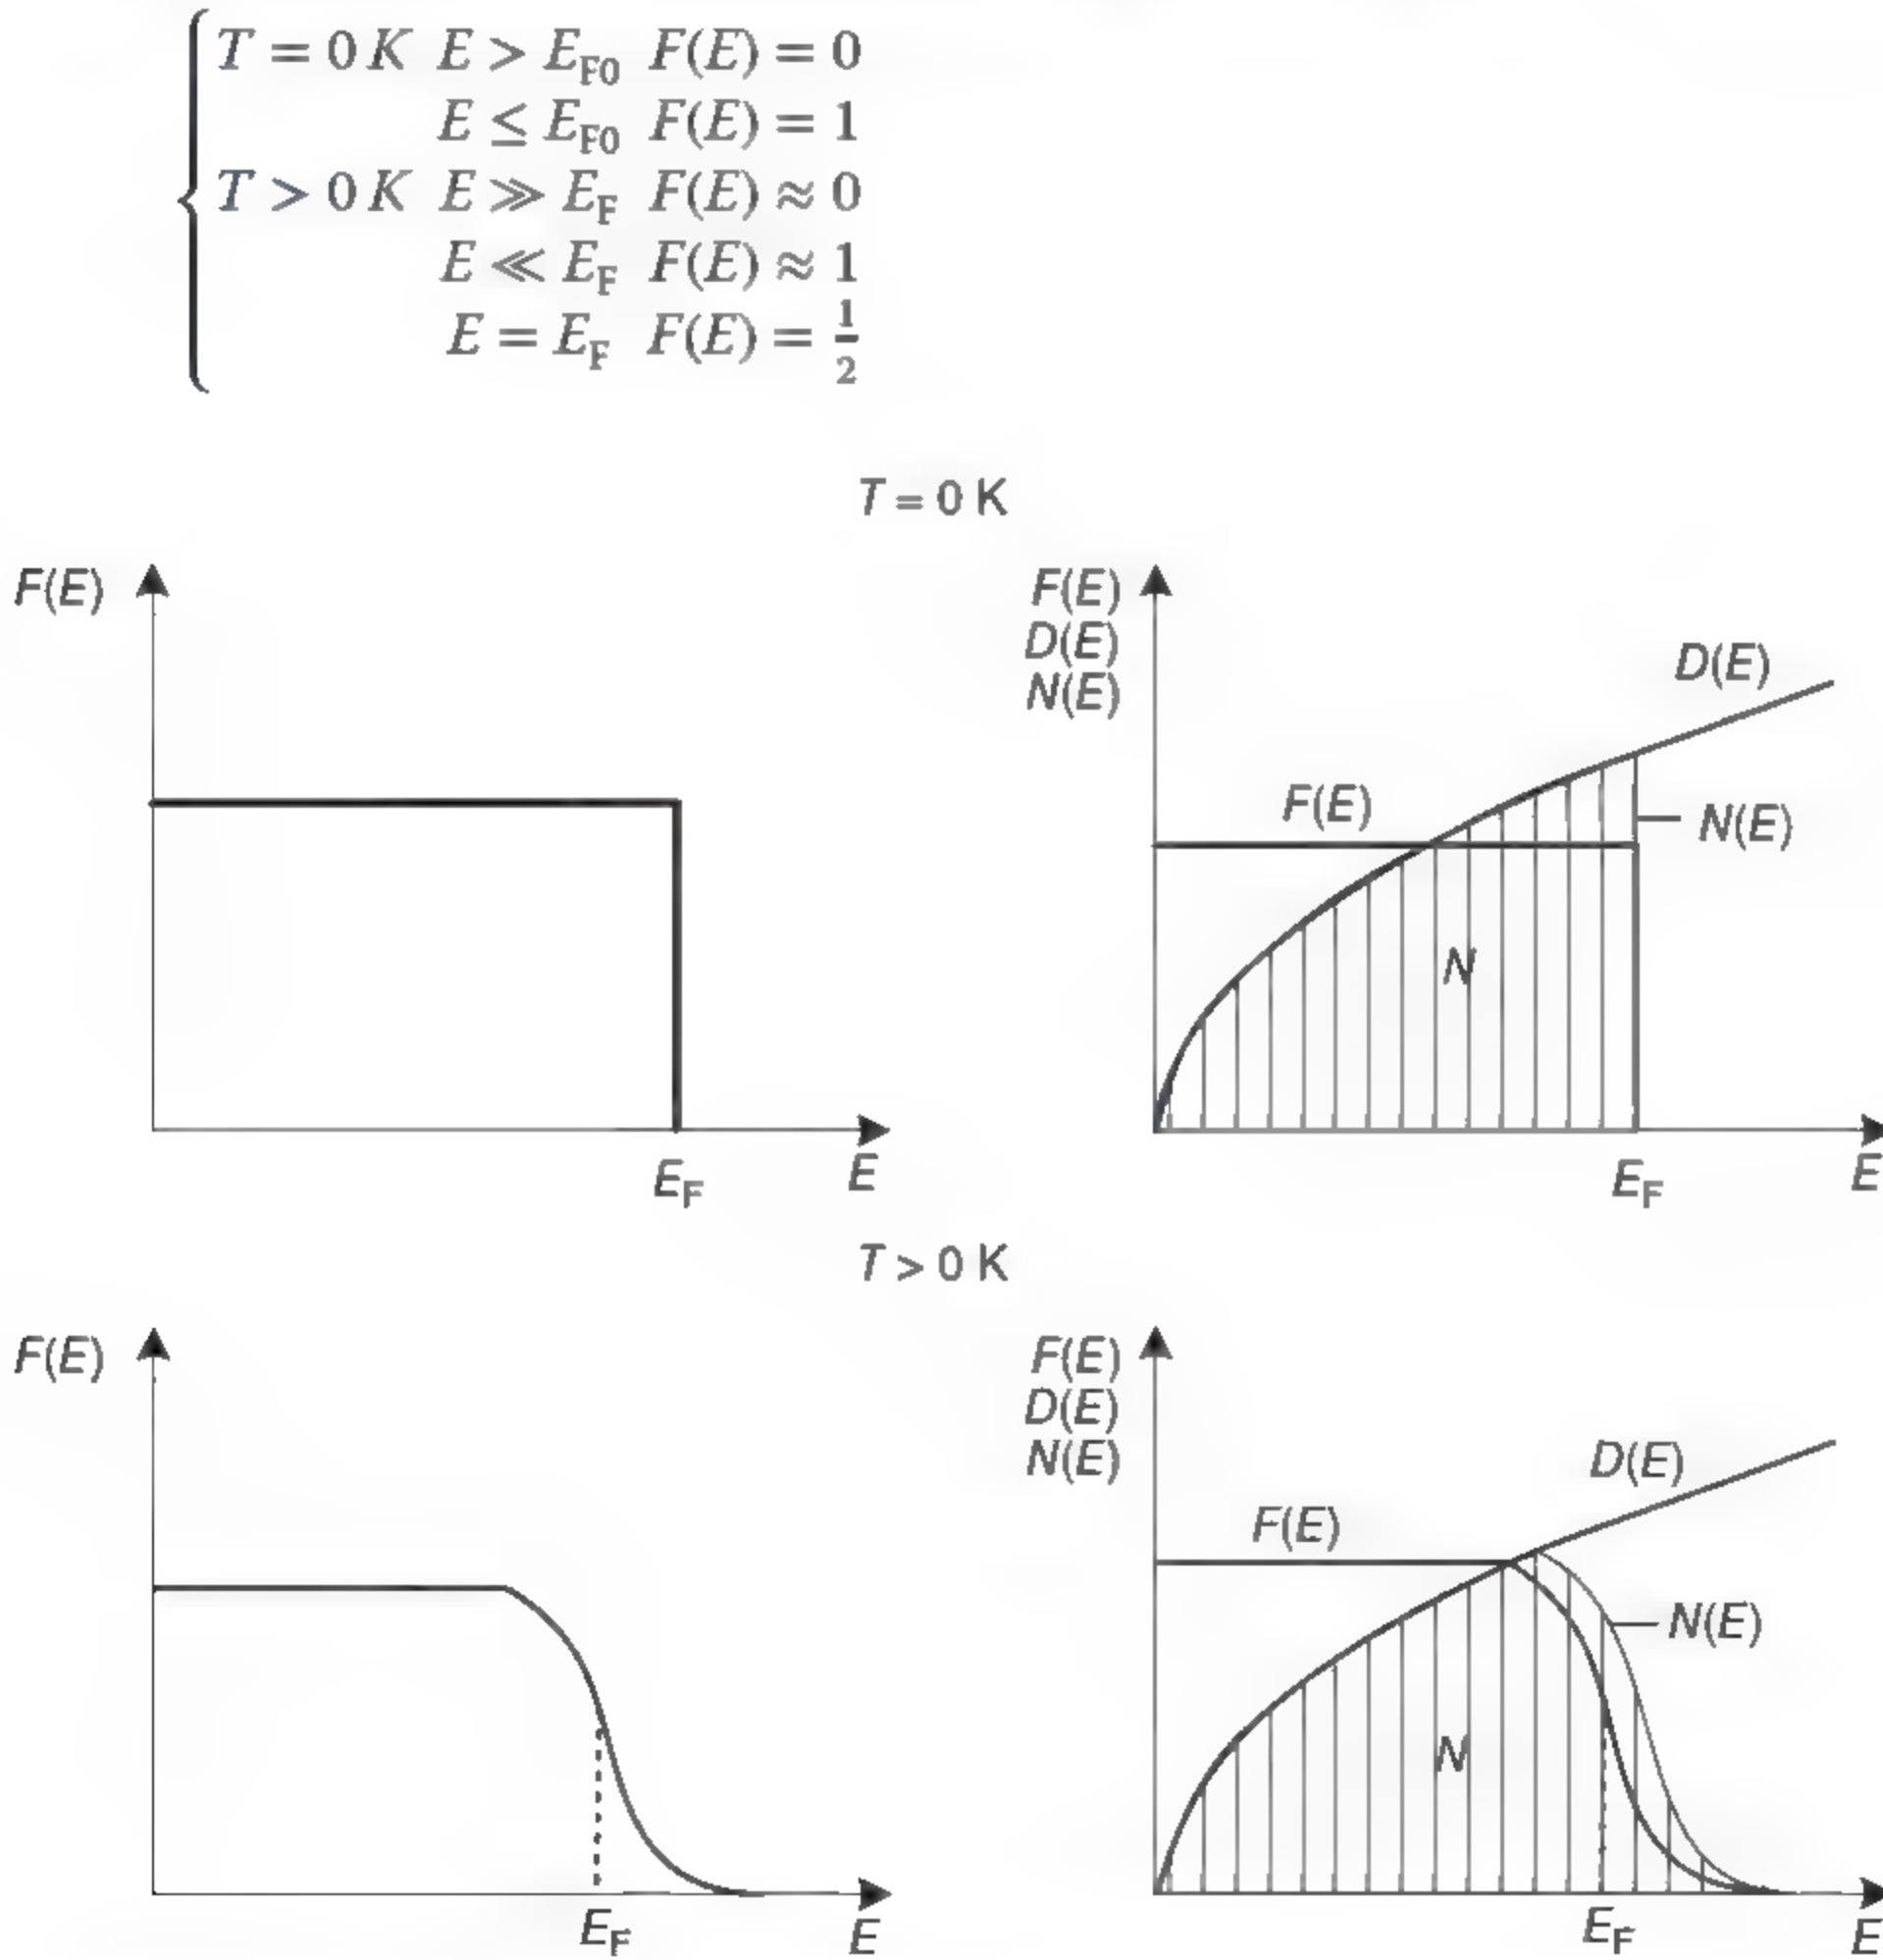 T = 0 K E > E_F0 F(E) = 0
E ≤ E_F0 F(E) = 1
T > 0 K E ≫ E_F F(E) ≈ 0
E ≪ E_F F(E) ≈ 1
E = E_F F(E) = 1/2
T = 0 K
F(E)
E_F
E
F(E)
D(E)
N(E)
D(E)
F(E)
N(E)
N
E_F
E
T > 0 K
F(E)
E_F
E
F(E)
D(E)
N(E)
D(E)
F(E)
N(E)
N
E_F
E